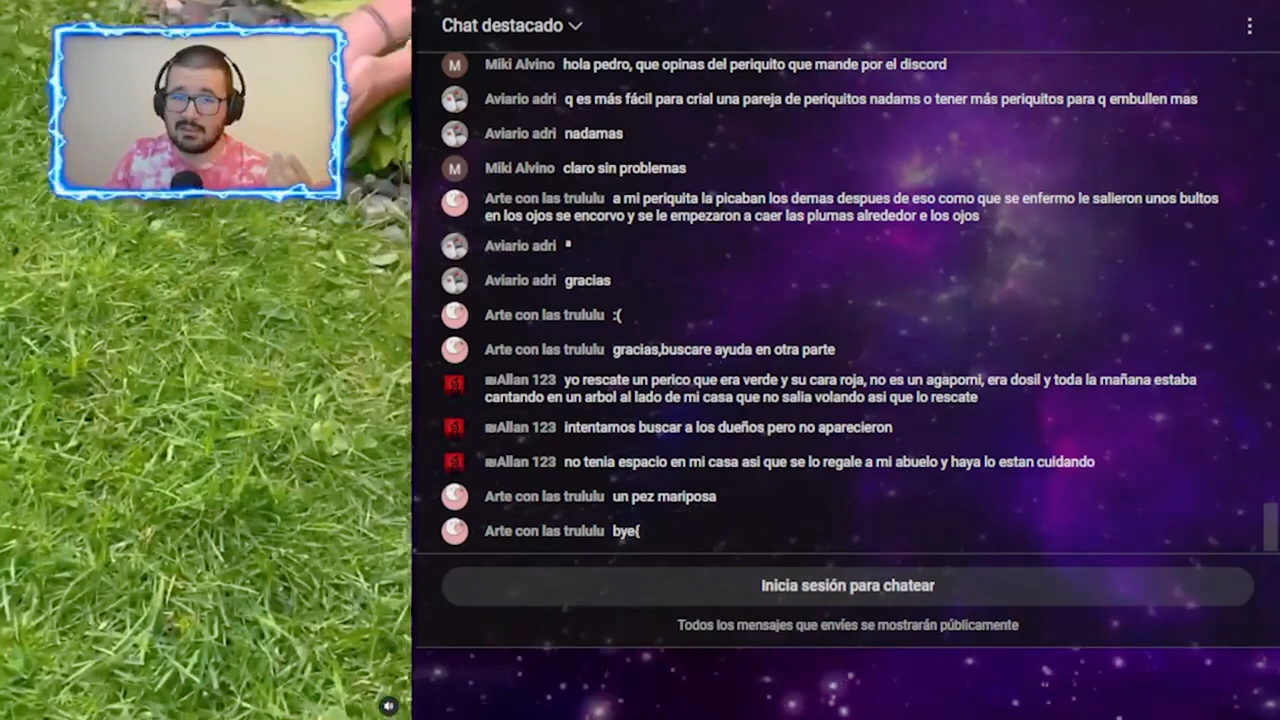 Chat destacado
M Miki Alvino hola pedro, que opinas del periquito que mande por el discord
Aviario adri q es más fácil para crial una pareja de periquitos nadams o tener más periquitos para q embullen mas
Aviario adri nadamas
M Miki Alvino claro sin problemas
Arte con las trululu a mi periquita la picaban los demas despues de eso como que se enfermo le salieron unos bultos
en los ojos se encorvo y se le empezaron a caer las plumas alrededor e los ojos
Aviario adri
Aviario adri gracias
Arte con las trululu :(
Arte con las trululu gracias,buscare ayuda en otra parte
Allan 123 yo rescate un perico que era verde y su cara roja, no es un agaporni, era dosil y toda la mañana estaba
cantando en un arbol al lado de mi casa que no salia volando asi que lo rescate
Allan 123 intentamos buscar a los dueños pero no aparecieron
Allan 123 no tenia espacio en mi casa asi que se lo regale a mi abuelo y haya lo estan cuidando
Arte con las trululu un pez mariposa
Arte con las trululu bye{
Inicia sesión para chatear
Todos los mensajes que envíes se mostrarán públicamente